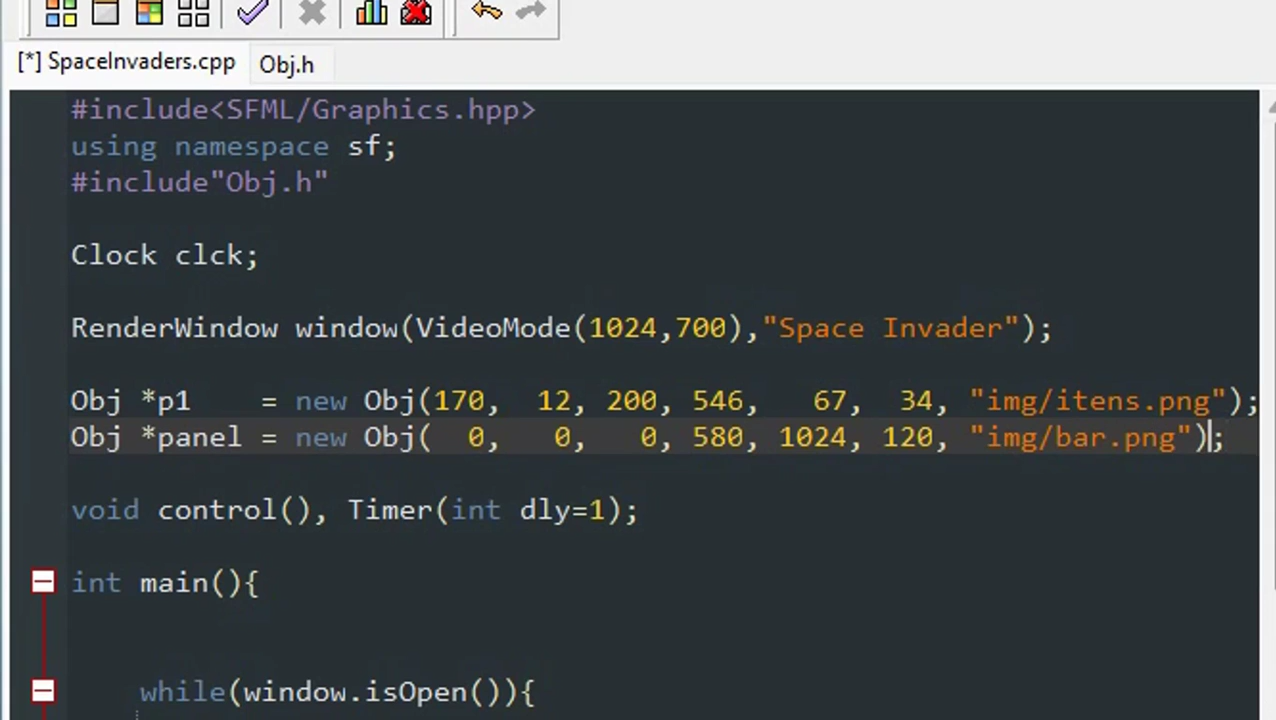 [*] SpaceInvaders.cpp
Obj.h
#include<SFML/Graphics.hpp>
using namespace sf;
#include"Obj.h"
Clock clck;
RenderWindow window(VideoMode(1024,700),"Space Invader");
Obj *p1    = new Obj(170,  12, 200, 546,   67,  34, "img/itens.png");
Obj *panel = new Obj(  0,   0,   0, 580, 1024, 120, "img/bar.png");
void control(), Timer(int dly=1);
int main(){
    while(window.isOpen()){